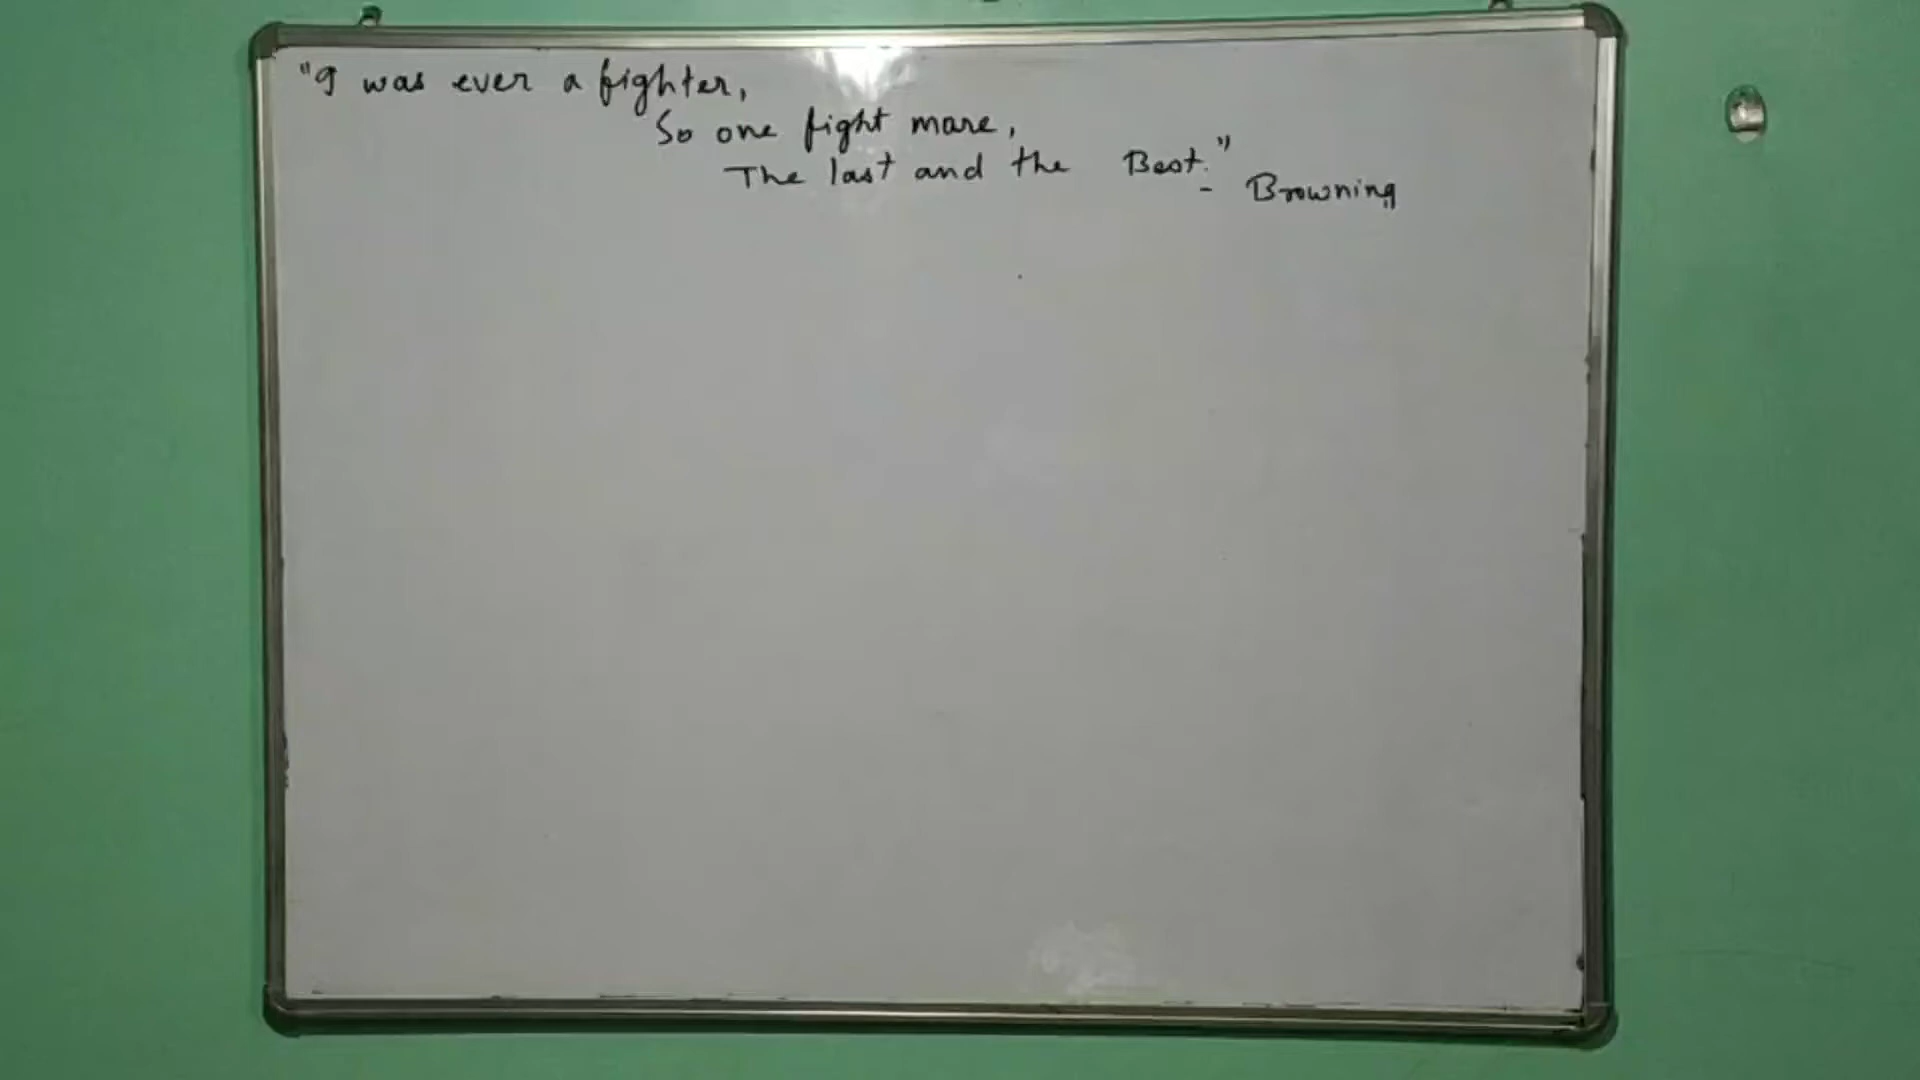 "I was ever a fighter,
So one fight more,
The last and the Best."
- Browning